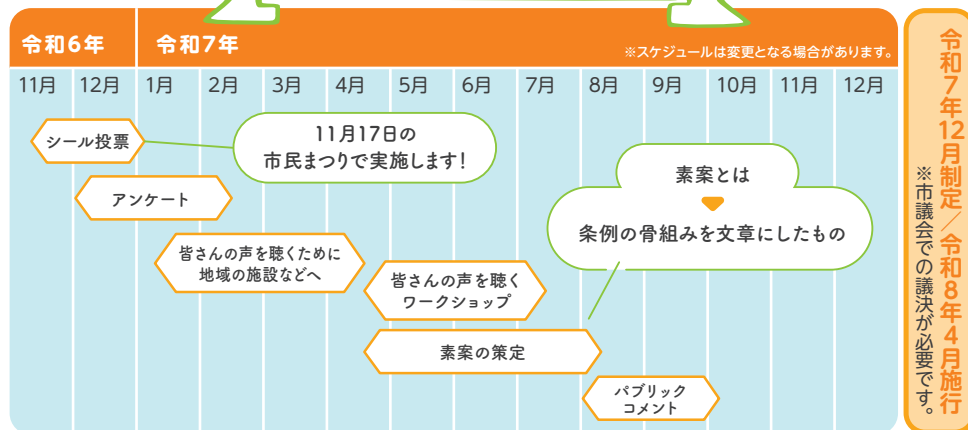 令和6年
令和7年
※スケジュールは変更となる場合があります。
11月 12月 1月 2月 3月 4月 5月 6月 7月 8月 9月 10月 11月 12月
シール投票
11月17日の
市民まつりで実施します！
アンケート
皆さんの声を聴くために
地域の施設などへ
皆さんの声を聴く
ワークショップ
素案とは
条例の骨組みを文章にしたもの
素案の策定
パブリック
コメント
令和7年12月制定／令和8年4月施行
※市議会での議決が必要です。